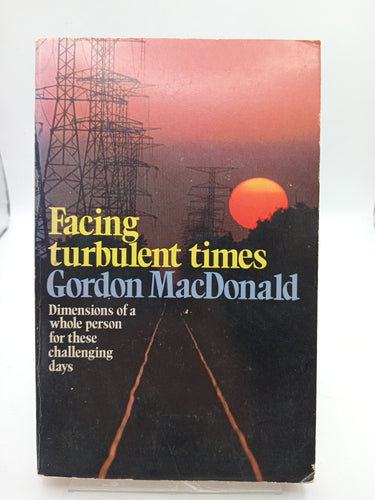 Facing
turbulent times
Gordon MacDonald
Dimensions of a
whole person
for these
challenging
days